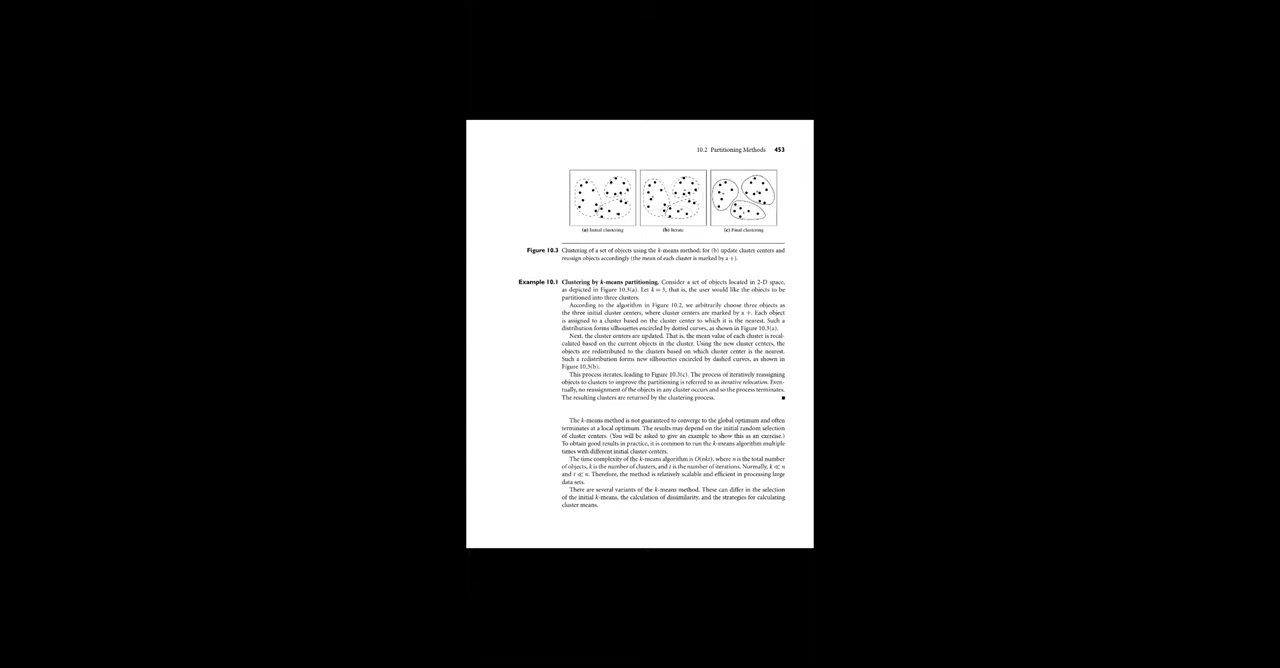 10.2 Partitioning Methods 453
(a) Initial clustering (b) Iterate (c) Final clustering
Figure 10.3 Clustering of a set of objects using the k-means method; for (b) update cluster centers and
reassign objects accordingly (the mean of each cluster is marked by a +).
Example 10.1 Clustering by k-means partitioning. Consider a set of objects located in 2-D space,
as depicted in Figure 10.3(a). Let k = 3, that is, the user would like the objects to be
partitioned into three clusters.
According to the algorithm in Figure 10.2, we arbitrarily choose three objects as
the three initial cluster centers, where cluster centers are marked by a +. Each object
is assigned to a cluster based on the cluster center to which it is the nearest. Such a
distribution forms silhouettes encircled by dotted curves, as shown in Figure 10.3(a).
Next, the cluster centers are updated. That is, the mean value of each cluster is recal-
culated based on the current objects in the cluster. Using the new cluster centers, the
objects are redistributed to the clusters based on which cluster center is the nearest.
Such a redistribution forms new silhouettes encircled by dashed curves, as shown in
Figure 10.3(b).
This process iterates, leading to Figure 10.3(c). The process of iteratively reassigning
objects to clusters to improve the partitioning is referred to as iterative relocation. Even-
tually, no reassignment of the objects in any cluster occurs and so the process terminates.
The resulting clusters are returned by the clustering process.
The k-means method is not guaranteed to converge to the global optimum and often
terminates at a local optimum. The results may depend on the initial random selection
of cluster centers. (You will be asked to give an example to show this as an exercise.)
To obtain good results in practice, it is common to run the k-means algorithm multiple
times with different initial cluster centers.
The time complexity of the k-means algorithm is O(nkt), where n is the total number
of objects, k is the number of clusters, and t is the number of iterations. Normally, k ≪ n
and t ≪ n. Therefore, the method is relatively scalable and efficient in processing large
data sets.
There are several variants of the k-means method. These can differ in the selection
of the initial k-means, the calculation of dissimilarity, and the strategies for calculating
cluster means.